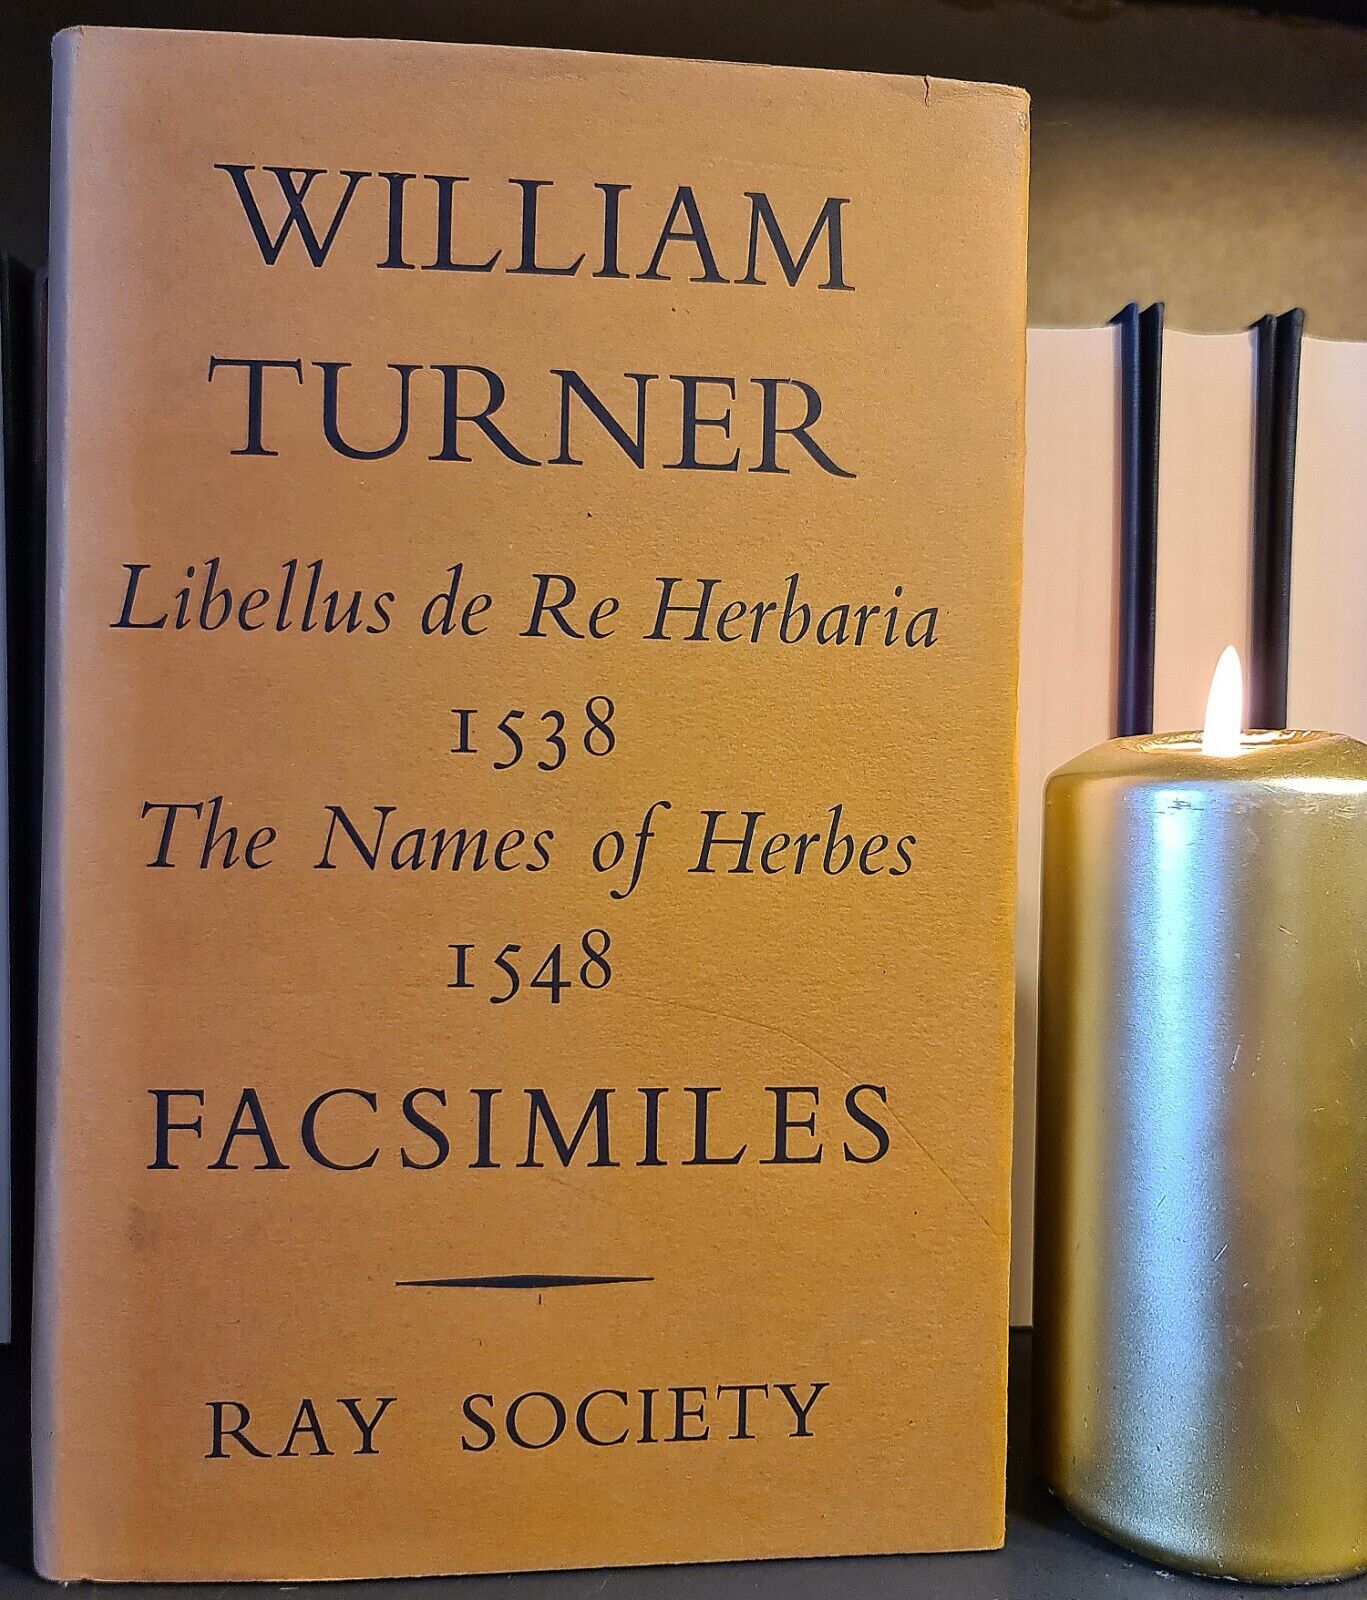 WILLIAM
TURNER
Libellus de Re Herbaria
1538
The Names of Herbes
1548
FACSIMILES
RAY SOCIETY